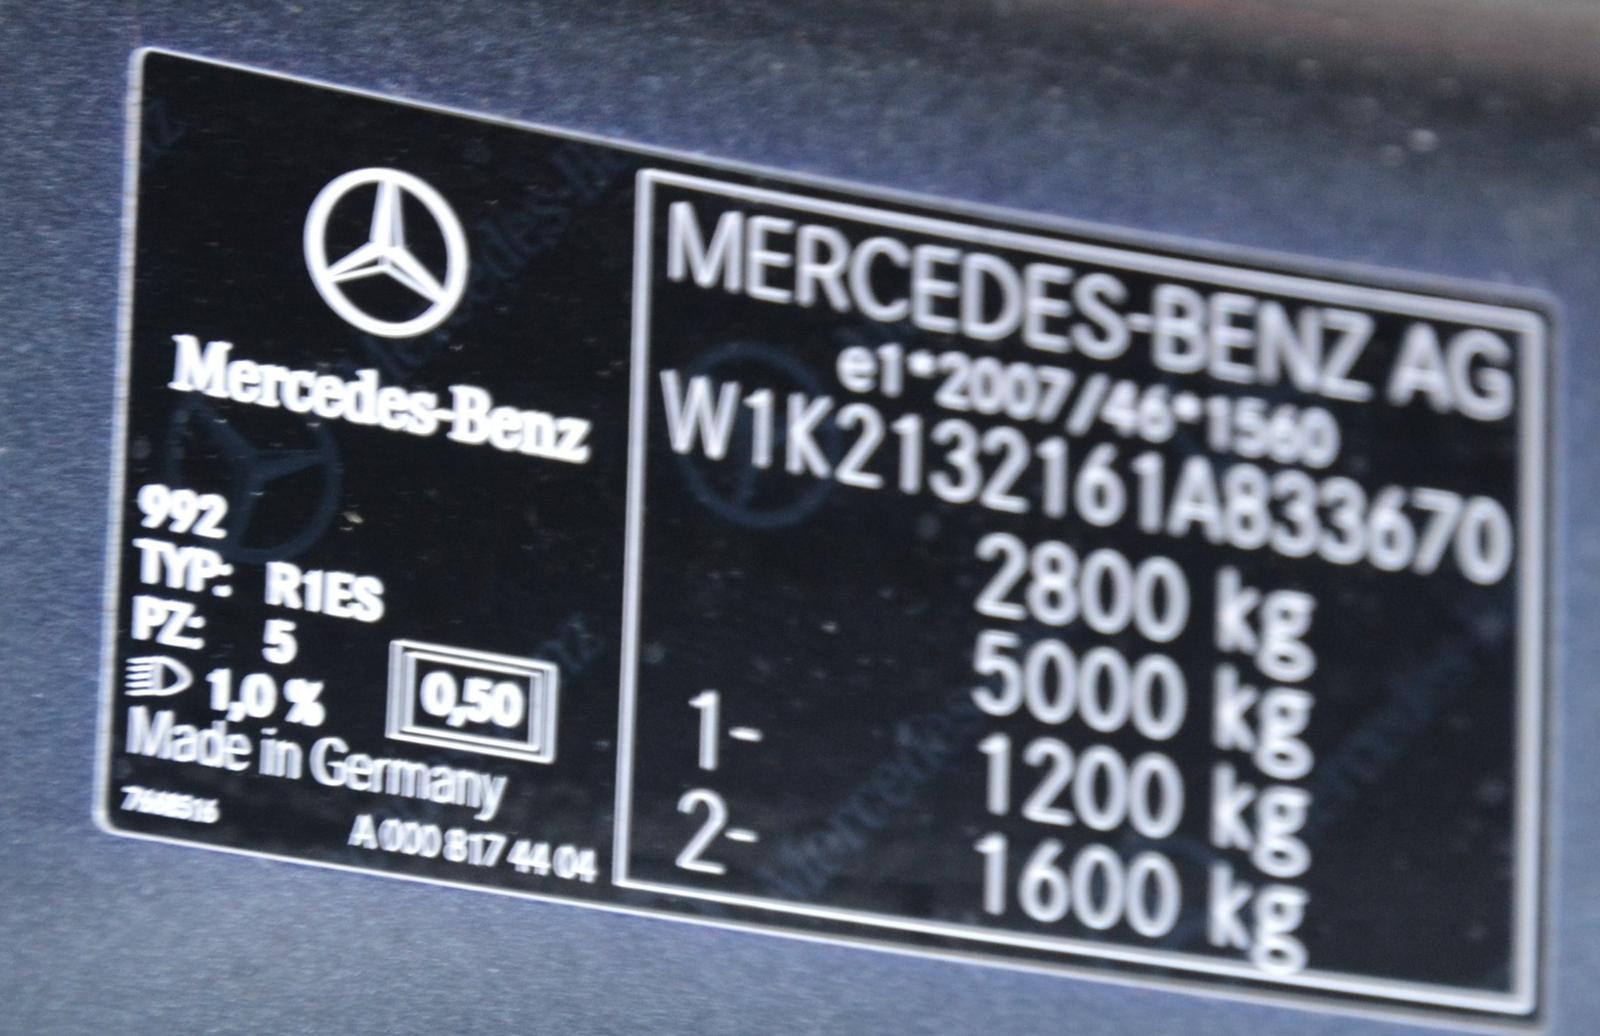 Mercedes-Benz
992
TYP: R1ES
PZ: 5
1,0 %
0,50
Made in Germany
A 000 817 44 04
MERCEDES-BENZ AG
e1*2007/46*1560
W1K2132161A833670
2800 kg
5000 kg
1- 1200 kg
2- 1600 kg